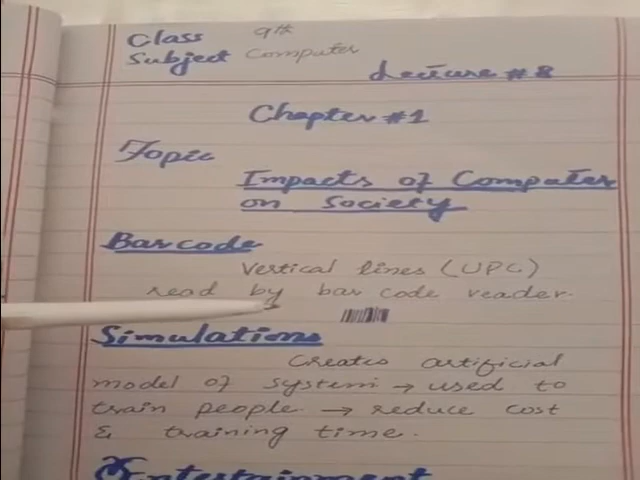 Class 9th
Subject Computer
Lecture #8
Chapter #1
Topic
Impacts of Computer
on Society
Barcode
Vertical lines (UPC)
read by bar code reader.
Simulations
Creates artificial
model of system → used to
train people → reduce cost
& training time.
Entertainment